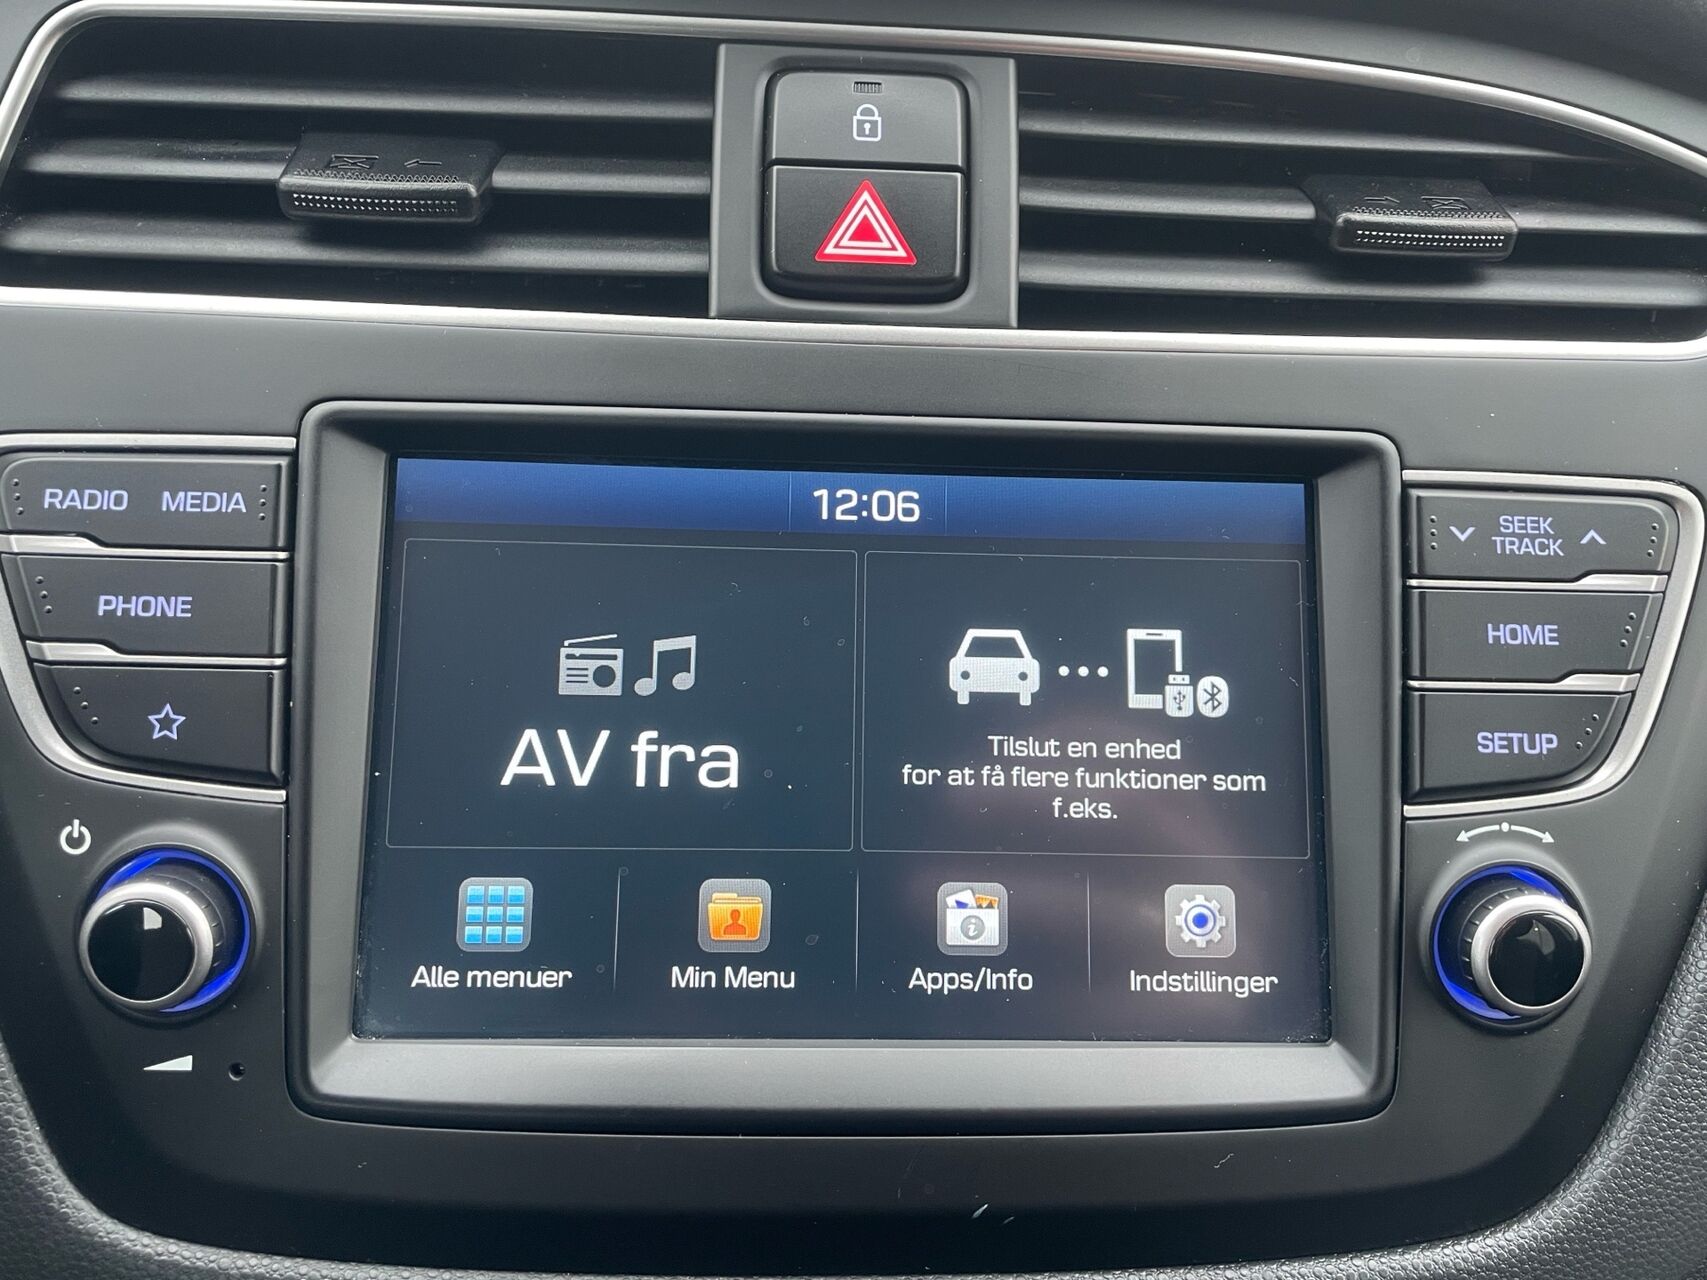 12:06
RADIO MEDIA
PHONE
SEEK
TRACK
HOME
SETUP
AV fra
Tilslut en enhed
for at få flere funktioner som
f.eks.
Alle menuer
Min Menu
Apps/Info
Indstillinger